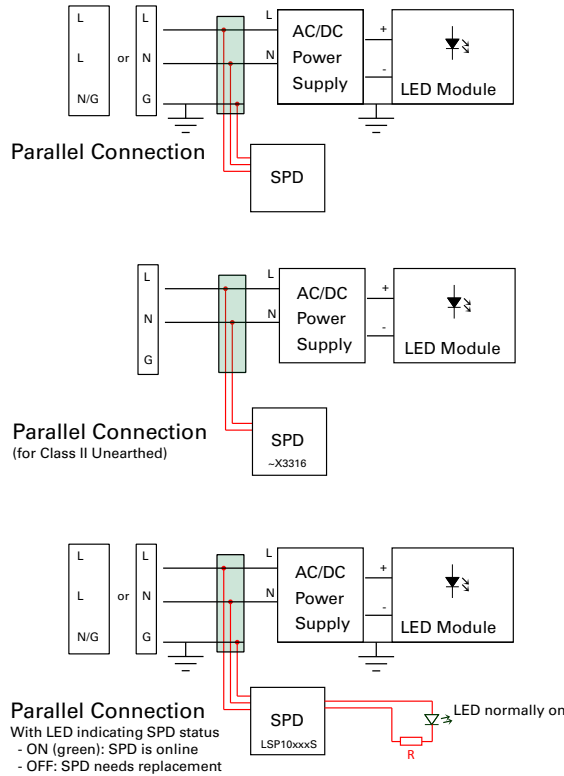 L L L
AC/DC
+
L or N N
Power
-
Supply
N/G G
LED Module
Parallel Connection
SPD
L L
AC/DC
+
N N
Power
-
Supply
G
LED Module
Parallel Connection
(for Class II Unearthed)
SPD
~X3316
L L L
AC/DC
+
L or N N
Power
-
Supply
N/G G
LED Module
Parallel Connection
With LED indicating SPD status
- ON (green): SPD is online
- OFF: SPD needs replacement
SPD
LSP10xxxS
LED normally on
R